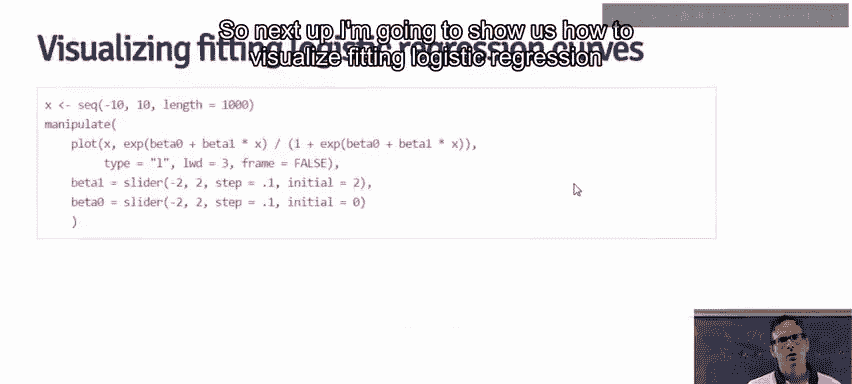 So next up I'm going to show us how to
visualize fitting logistic regression
Visualizing fitting logistic regression curves
x <- seq(-10, 10, length = 1000)
manipulate(
plot(x, exp(beta0 + beta1 * x) / (1 + exp(beta0 + beta1 * x)),
type = "l", lwd = 3, frame = FALSE),
beta1 = slider(-2, 2, step = .1, initial = 2),
beta0 = slider(-2, 2, step = .1, initial = 0)
)